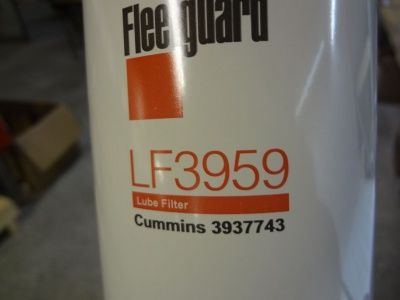 Fleetguard
LF3959
Lube Filter
Cummins 3937743